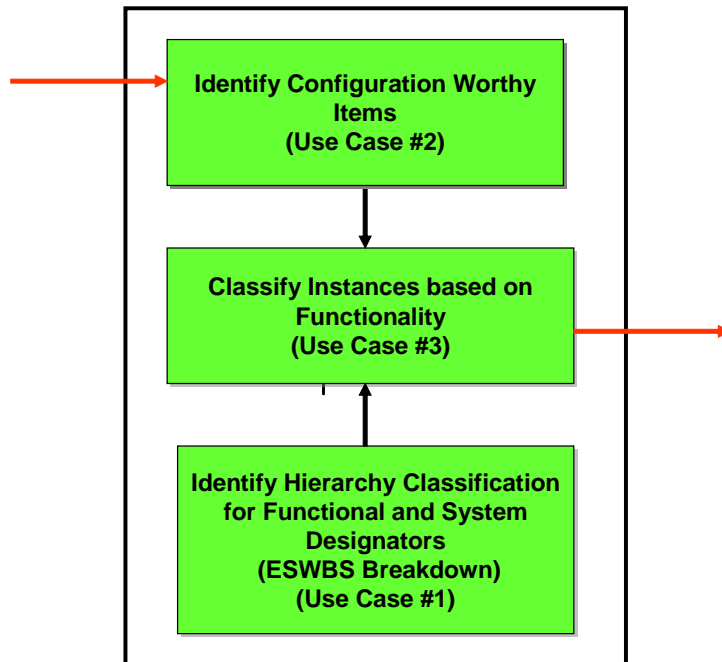 Identify Configuration Worthy
Items
(Use Case #2)
Classify Instances based on
Functionality
(Use Case #3)
Identify Hierarchy Classification
for Functional and System
Designators
(ESWBS Breakdown)
(Use Case #1)